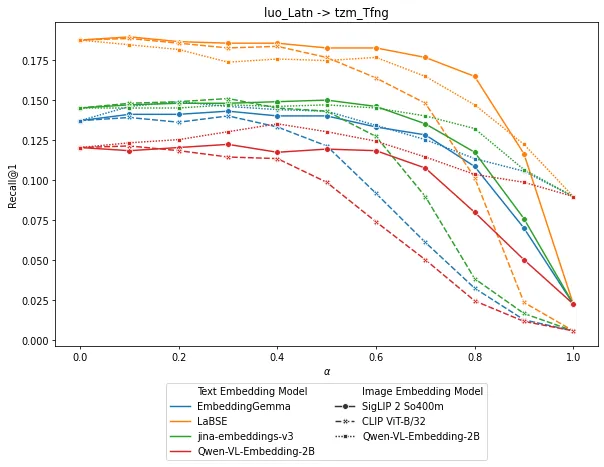 luo_Latn -> tzm_Tfng
Recall@1
0.175
0.150
0.125
0.100
0.075
0.050
0.025
0.000
0.0 0.2 0.4 0.6 0.8 1.0
α
Text Embedding Model Image Embedding Model
EmbeddingGemma SigLIP 2 So400m
LaBSE CLIP ViT-B/32
jina-embeddings-v3 Qwen-VL-Embedding-2B
Qwen-VL-Embedding-2B